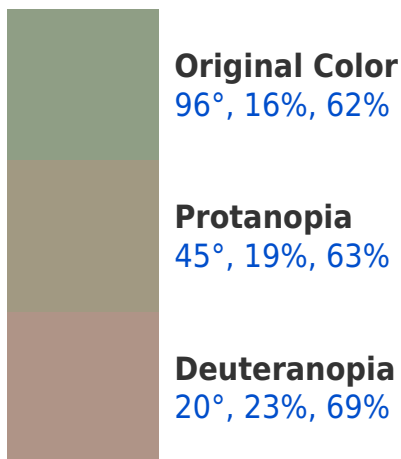 Original Color
96°, 16%, 62%
Protanopia
45°, 19%, 63%
Deuteranopia
20°, 23%, 69%